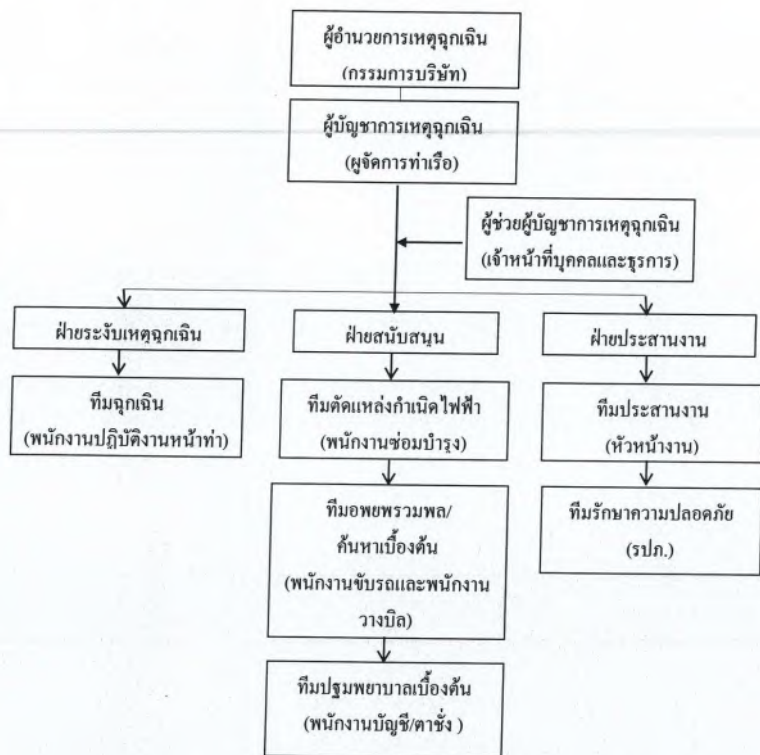 ผู้อำนวยการเหตุฉุกเฉิน
(กรรมการบริษัท)
ผู้บัญชาการเหตุฉุกเฉิน
(ผูจัดการท่าเรือ)
ผู้ช่วยผู้บัญชาการเหตุฉุกเฉิน
(เจ้าหน้าที่บุคคลและธุรการ)
ฝ่ายระงับเหตุฉุกเฉิน
ฝ่ายสนับสนุน
ฝ่ายประสานงาน
ทีมฉุกเฉิน
(พนักงานปฏิบัติงานหน้าท่า)
ทีมตัดแหล่งกำเนิดไฟฟ้า
(พนักงานซ่อมบำรุง)
ทีมประสานงาน
(หัวหน้างาน)
ทีมอพยพรวมพล/
ค้นหาเบื้องต้น
(พนักงานขับรถและพนักงาน
วางบิล)
ทีมรักษาความปลอดภัย
(รปภ.)
ทีมปฐมพยาบาลเบื้องต้น
(พนักงานบัญชี/ตาชั่ง )